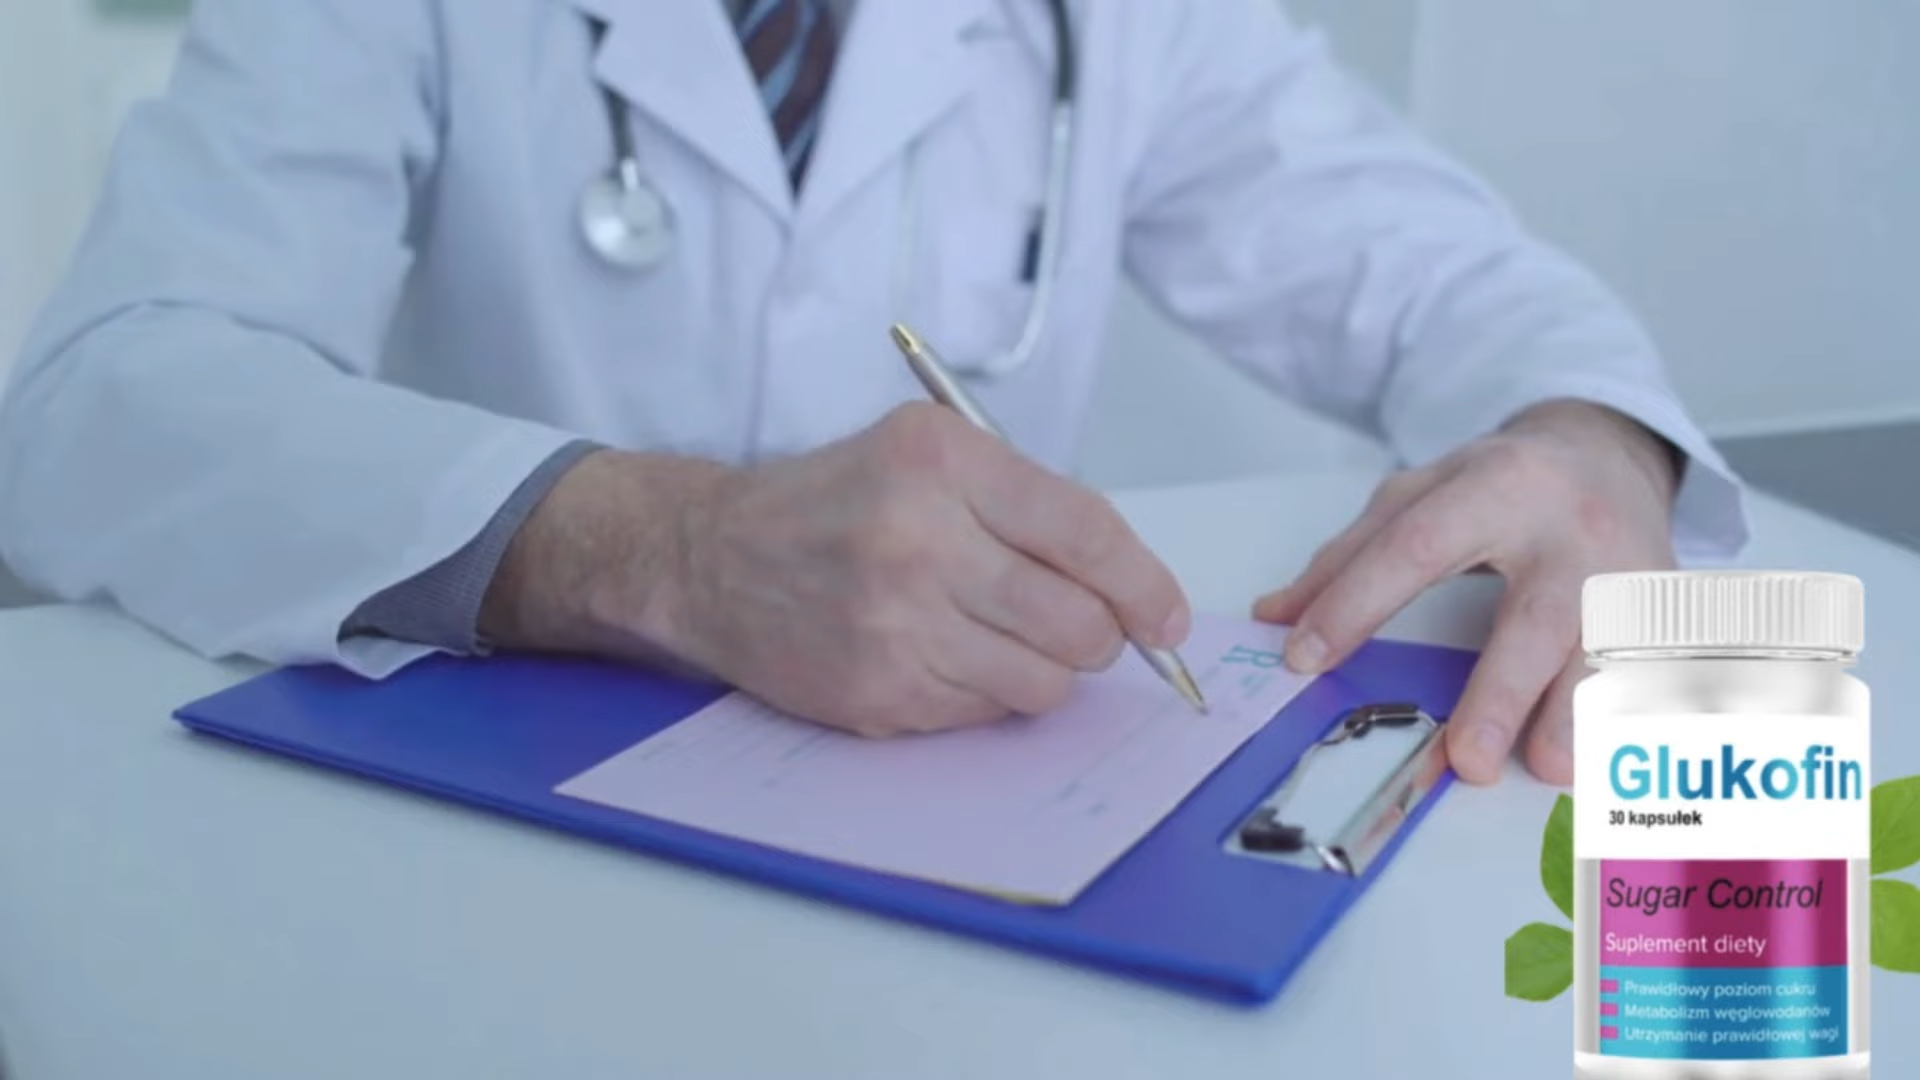 Glukofin
30 kapsułek
Sugar Control
Suplement diety
Prawidłowy poziom cukru
Metabolizm węglowodanów
Utrzymanie prawidłowej wagi